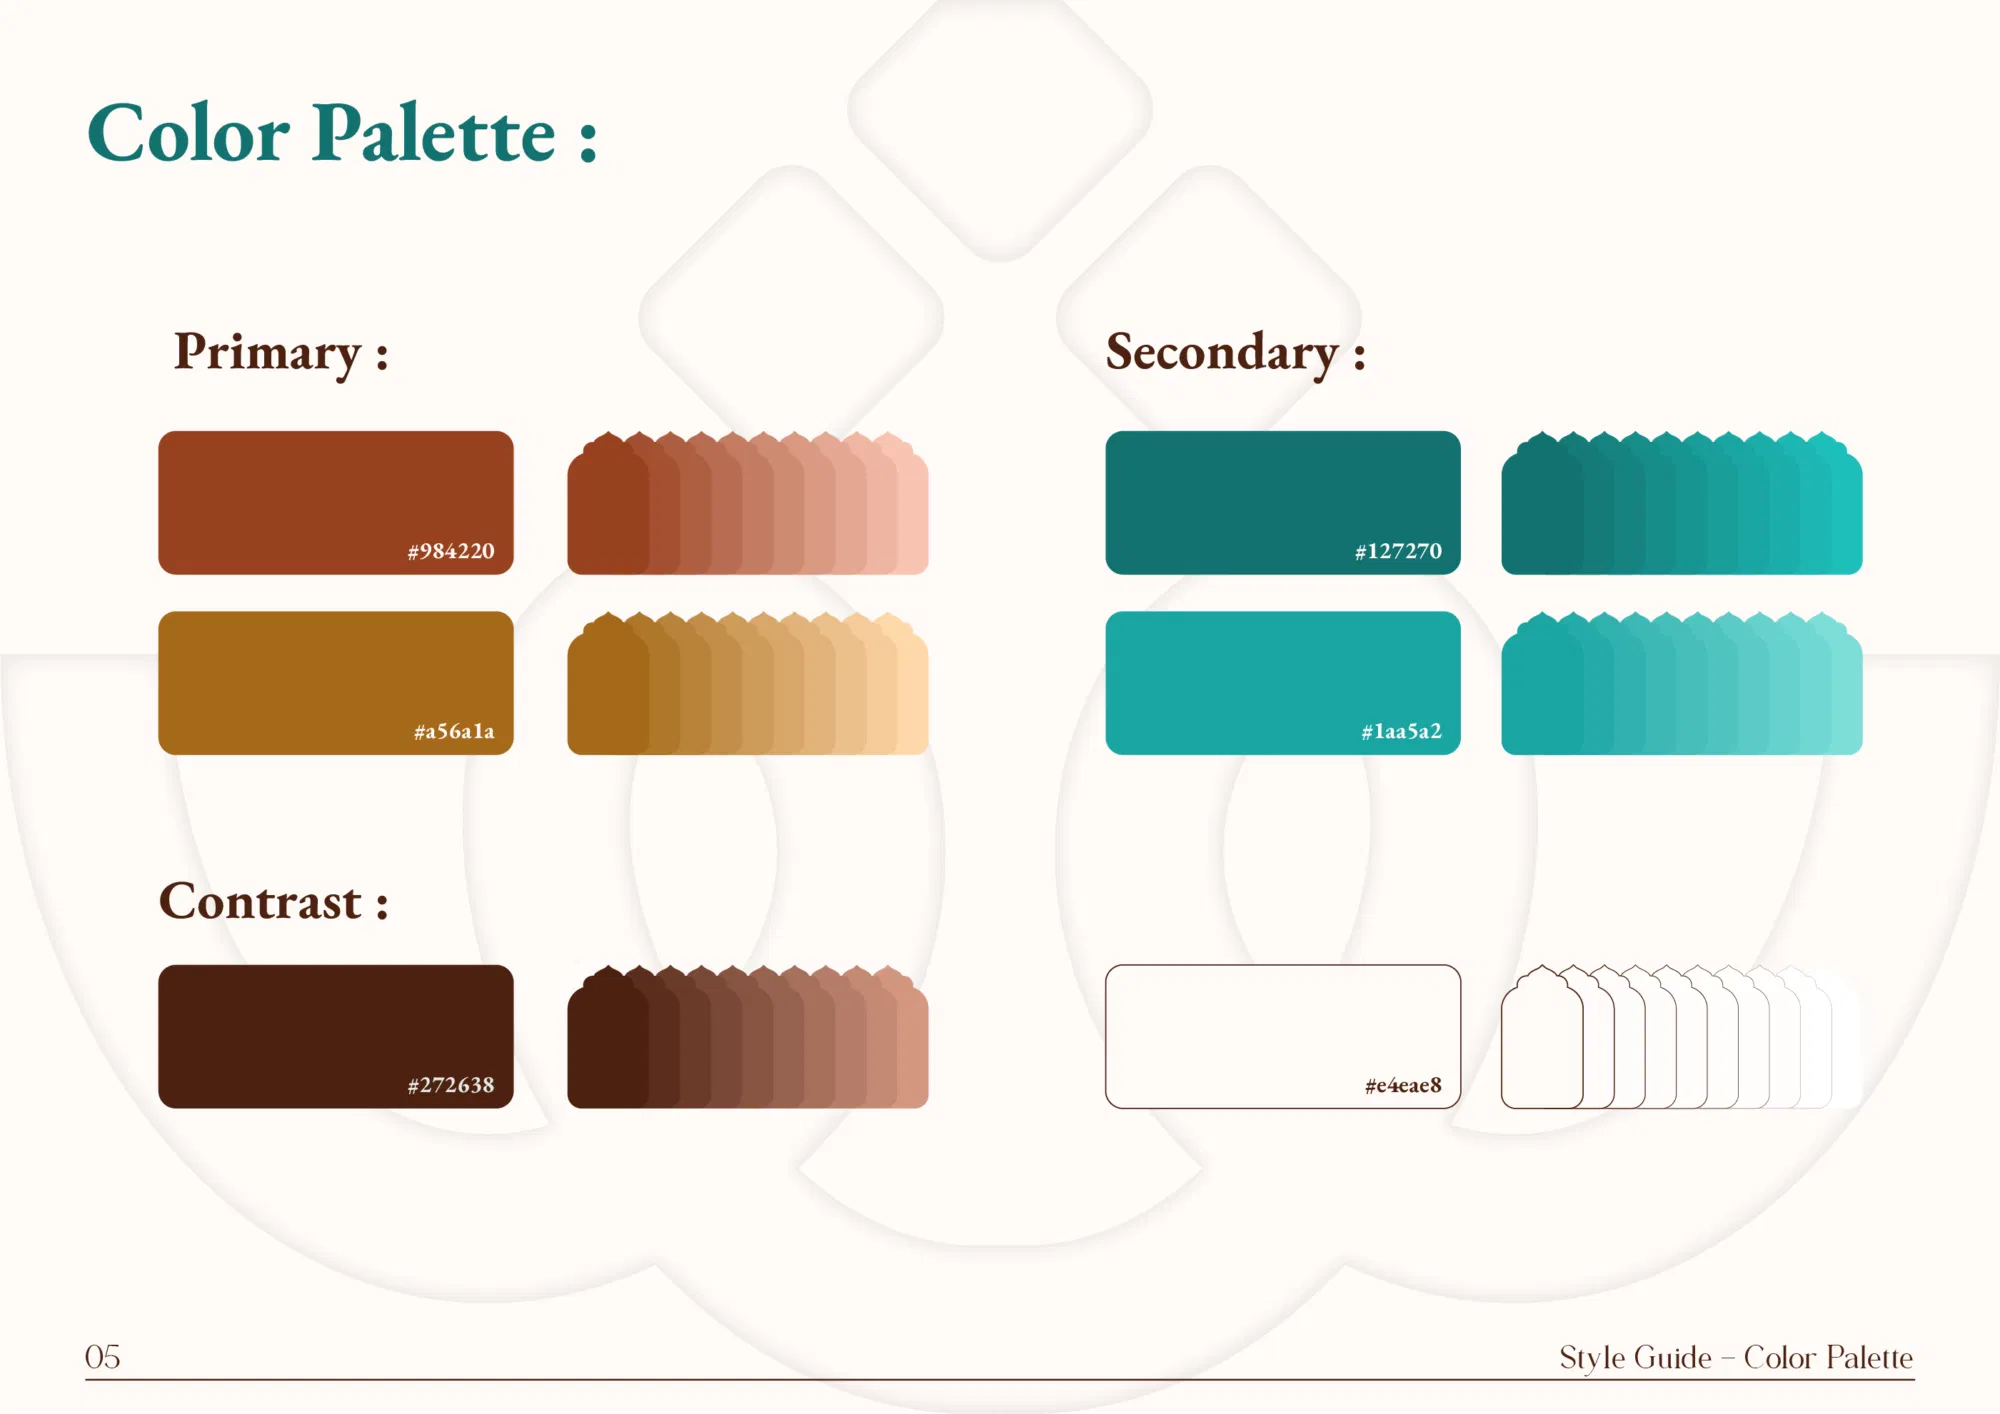 Color Palette :
Primary :
#984220
#a56a1a
Secondary :
#127270
#1aa5a2
Contrast :
#272638
#e4eae8
05
Style Guide – Color Palette